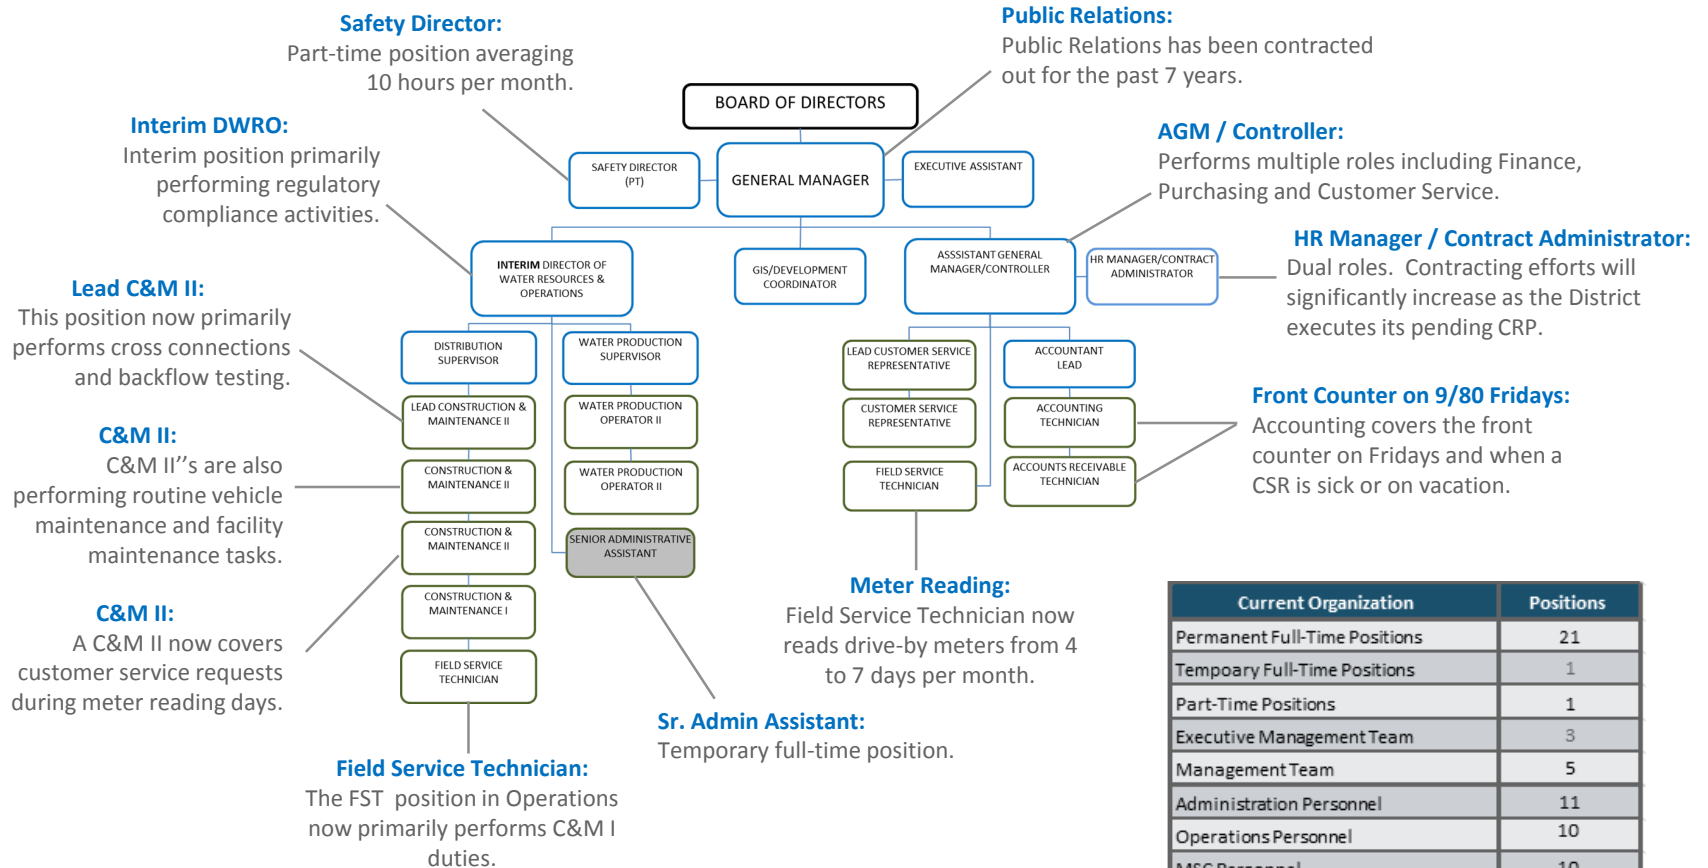 Safety Director:
Part-time position averaging
10 hours per month.
Public Relations:
Public Relations has been contracted
out for the past 7 years.
BOARD OF DIRECTORS
Interim DWRO:
Interim position primarily
performing regulatory
compliance activities.
AGM / Controller:
Performs multiple roles including Finance,
Purchasing and Customer Service.
SAFETY DIRECTOR
(PT)
GENERAL MANAGER
EXECUTIVE ASSISTANT
HR Manager / Contract Administrator:
Dual roles. Contracting efforts will
significantly increase as the District
executes its pending CRP.
INTERIM DIRECTOR OF
WATER RESOURCES &
OPERATIONS
GIS/DEVELOPMENT
COORDINATOR
ASSSISTANT GENERAL
MANAGER/CONTROLLER
HR MANAGER/CONTRACT
ADMINISTRATOR
Lead C&M II:
This position now primarily
performs cross connections
and backflow testing.
DISTRIBUTION
SUPERVISOR
WATER PRODUCTION
SUPERVISOR
LEAD CUSTOMER SERVICE
REPRESENTATIVE
ACCOUNTANT
LEAD
Front Counter on 9/80 Fridays:
Accounting covers the front
counter on Fridays and when a
CSR is sick or on vacation.
LEAD CONSTRUCTION &
MAINTENANCE II
WATER PRODUCTION
OPERATOR II
CUSTOMER SERVICE
REPRESENTATIVE
ACCOUNTING
TECHNICIAN
C&M II:
C&M II''s are also
performing routine vehicle
maintenance and facility
maintenance tasks.
CONSTRUCTION &
MAINTENANCE II
WATER PRODUCTION
OPERATOR II
FIELD SERVICE
TECHNICIAN
ACCOUNTS RECEIVABLE
TECHNICIAN
CONSTRUCTION &
MAINTENANCE II
SENIOR ADMINISTRATIVE
ASSISTANT
C&M II:
A C&M II now covers
customer service requests
during meter reading days.
CONSTRUCTION &
MAINTENANCE I
FIELD SERVICE
TECHNICIAN
Meter Reading:
Field Service Technician now
reads drive-by meters from 4
to 7 days per month.
Sr. Admin Assistant:
Temporary full-time position.
Field Service Technician:
The FST position in Operations
now primarily performs C&M I
duties.
Current Organization Positions
Permanent Full-Time Positions 21
Tempoary Full-Time Positions 1
Part-Time Positions 1
Executive Management Team 3
Management Team 5
Administration Personnel 11
Operations Personnel 10
MSC Personnel 10